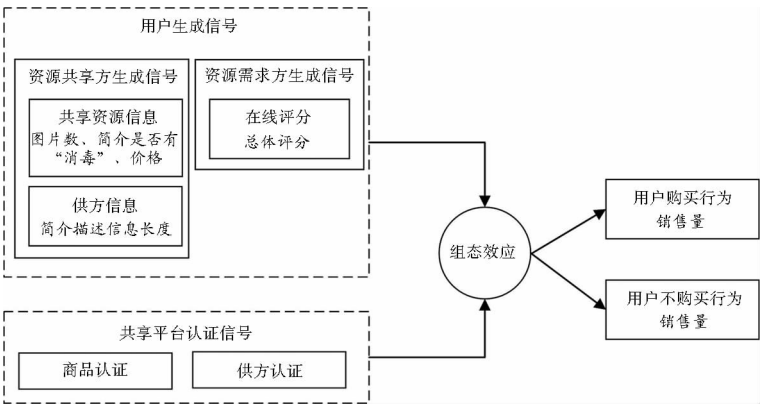 用户生成信号
资源共享方生成信号
共享资源信息
图片数、简介是否有
“消毒”、价格
供方信息
简介描述信息长度
资源需求方生成信号
在线评分
总体评分
共享平台认证信号
商品认证
供方认证
组态效应
用户购买行为
销售量
用户不购买行为
销售量